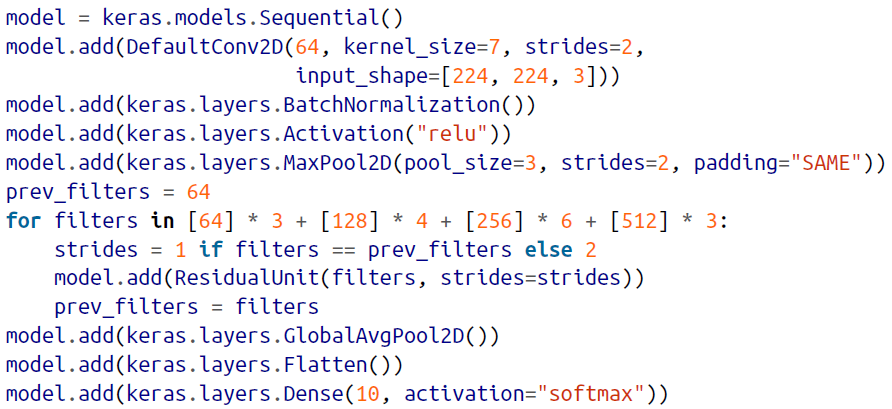 model = keras.models.Sequential()
model.add(DefaultConv2D(64, kernel_size=7, strides=2,
                        input_shape=[224, 224, 3]))
model.add(keras.layers.BatchNormalization())
model.add(keras.layers.Activation("relu"))
model.add(keras.layers.MaxPool2D(pool_size=3, strides=2, padding="SAME"))
prev_filters = 64
for filters in [64] * 3 + [128] * 4 + [256] * 6 + [512] * 3:
    strides = 1 if filters == prev_filters else 2
    model.add(ResidualUnit(filters, strides=strides))
    prev_filters = filters
model.add(keras.layers.GlobalAvgPool2D())
model.add(keras.layers.Flatten())
model.add(keras.layers.Dense(10, activation="softmax"))